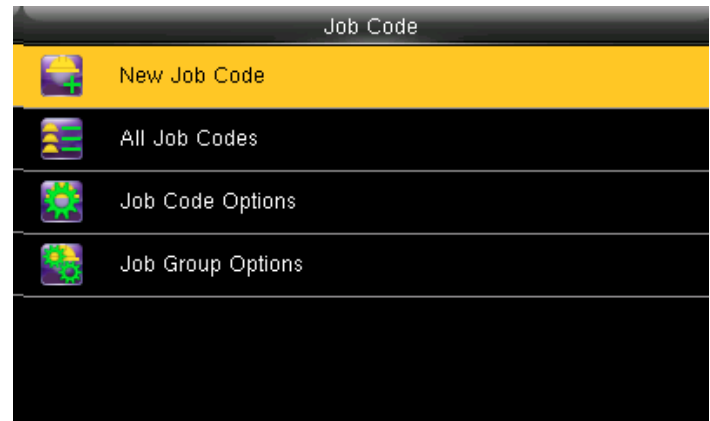 Job Code
New Job Code
All Job Codes
Job Code Options
Job Group Options